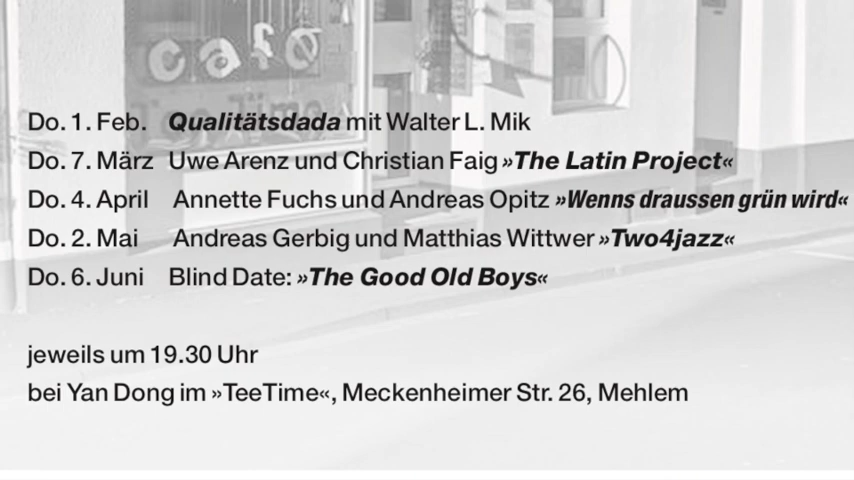 café
Do. 1. Feb. Qualitätsdada mit Walter L. Mik
Do. 7. März Uwe Arenz und Christian Faig »The Latin Project«
Do. 4. April Annette Fuchs und Andreas Opitz »Wenns draussen grün wird«
Do. 2. Mai Andreas Gerbig und Matthias Wittwer »Two4jazz«
Do. 6. Juni Blind Date: »The Good Old Boys«
jeweils um 19.30 Uhr
bei Yan Dong im »TeeTime«, Meckenheimer Str. 26, Mehlem